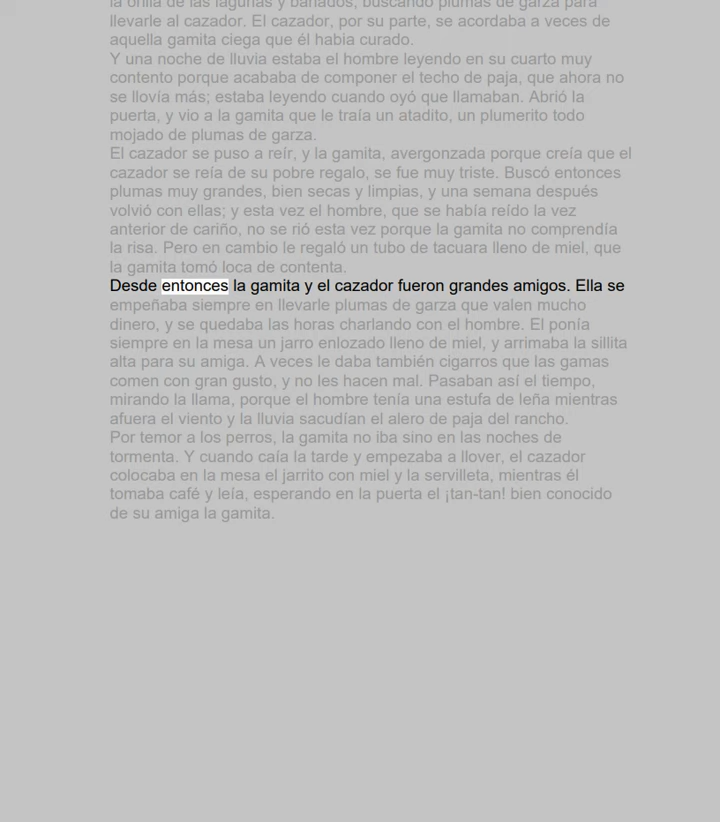 la orilla de las lagunas y bañados, buscando plumas de garza para
llevarle al cazador. El cazador, por su parte, se acordaba a veces de
aquella gamita ciega que él habia curado.
Y una noche de lluvia estaba el hombre leyendo en su cuarto muy
contento porque acababa de componer el techo de paja, que ahora no
se llovía más; estaba leyendo cuando oyó que llamaban. Abrió la
puerta, y vio a la gamita que le traía un atadito, un plumerito todo
mojado de plumas de garza.
El cazador se puso a reír, y la gamita, avergonzada porque creía que el
cazador se reía de su pobre regalo, se fue muy triste. Buscó entonces
plumas muy grandes, bien secas y limpias, y una semana después
volvió con ellas; y esta vez el hombre, que se había reído la vez
anterior de cariño, no se rió esta vez porque la gamita no comprendía
la risa. Pero en cambio le regaló un tubo de tacuara lleno de miel, que
la gamita tomó loca de contenta.
Desde entonces la gamita y el cazador fueron grandes amigos. Ella se
empeñaba siempre en llevarle plumas de garza que valen mucho
dinero, y se quedaba las horas charlando con el hombre. El ponía
siempre en la mesa un jarro enlozado lleno de miel, y arrimaba la sillita
alta para su amiga. A veces le daba también cigarros que las gamas
comen con gran gusto, y no les hacen mal. Pasaban así el tiempo,
mirando la llama, porque el hombre tenía una estufa de leña mientras
afuera el viento y la lluvia sacudían el alero de paja del rancho.
Por temor a los perros, la gamita no iba sino en las noches de
tormenta. Y cuando caía la tarde y empezaba a llover, el cazador
colocaba en la mesa el jarrito con miel y la servilleta, mientras él
tomaba café y leía, esperando en la puerta el ¡tan-tan! bien conocido
de su amiga la gamita.